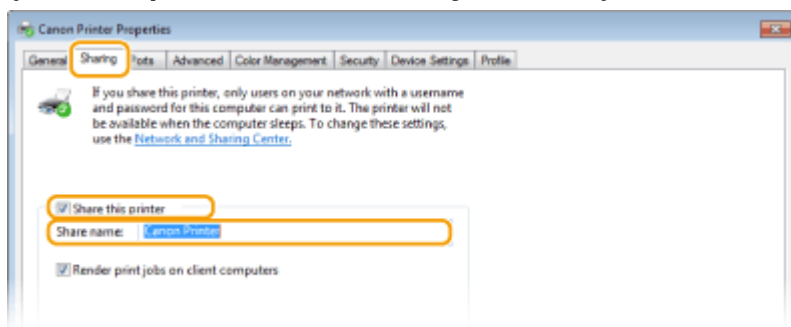 Canon Printer Properties
General Sharing Ports Advanced Color Management Security Device Settings Profile
If you share this printer, only users on your network with a username
and password for this computer can print to it. The printer will not
be available when the computer sleeps. To change these settings,
use the Network and Sharing Center.
Share this printer
Share name: Canon Printer
Render print jobs on client computers